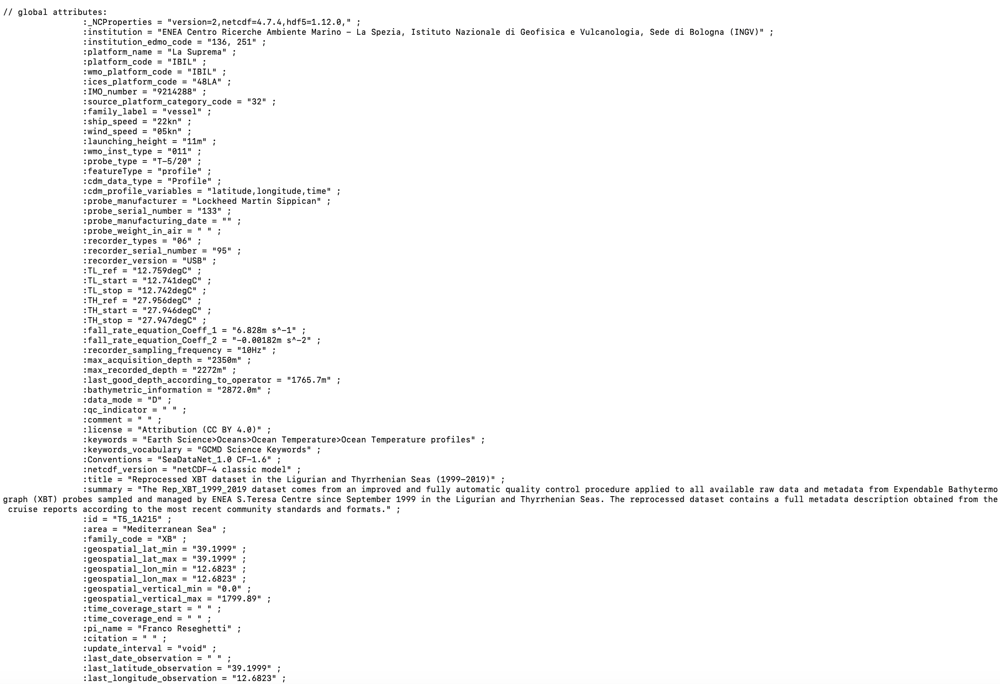 // global attributes:
:_NCProperties = "version=2,netcdf=4.7.4,hdf5=1.12.0," ;
:institution = "ENEA Centro Ricerche Ambiente Marino – La Spezia, Istituto Nazionale di Geofisica e Vulcanologia, Sede di Bologna (INGV)" ;
:institution_edmo_code = "136, 251" ;
:platform_name = "La Suprema" ;
:platform_code = "IBIL" ;
:wmo_platform_code = "IBIL" ;
:ices_platform_code = "48LA" ;
:IMO_number = "9214288" ;
:source_platform_category_code = "32" ;
:family_label = "vessel" ;
:ship_speed = "22kn" ;
:wind_speed = "05kn" ;
:launching_height = "11m" ;
:wmo_inst_type = "011" ;
:probe_type = "T-5/20" ;
:featureType = "profile" ;
:cdm_data_type = "Profile" ;
:cdm_profile_variables = "latitude,longitude,time" ;
:probe_manufacturer = "Lockheed Martin Sippican" ;
:probe_serial_number = "133" ;
:probe_manufacturing_date = "" ;
:probe_weight_in_air = " " ;
:recorder_types = "06" ;
:recorder_serial_number = "95" ;
:recorder_version = "USB" ;
:TL_ref = "12.759degC" ;
:TL_start = "12.741degC" ;
:TL_stop = "12.742degC" ;
:TH_ref = "27.956degC" ;
:TH_start = "27.946degC" ;
:TH_stop = "27.947degC" ;
:fall_rate_equation_Coeff_1 = "6.828m s^-1" ;
:fall_rate_equation_Coeff_2 = "-0.00182m s^-2" ;
:recorder_sampling_frequency = "10Hz" ;
:max_acquisition_depth = "2350m" ;
:max_recorded_depth = "2272m" ;
:last_good_depth_according_to_operator = "1765.7m" ;
:bathymetric_information = "2872.0m" ;
:data_mode = "D" ;
:qc_indicator = " " ;
:comment = " " ;
:license = "Attribution (CC BY 4.0)" ;
:keywords = "Earth Science>Oceans>Ocean Temperature>Ocean Temperature profiles" ;
:keywords_vocabulary = "GCMD Science Keywords" ;
:Conventions = "SeaDataNet_1.0 CF-1.6" ;
:netcdf_version = "netCDF-4 classic model" ;
:title = "Reprocessed XBT dataset in the Ligurian and Thyrrhenian Seas (1999-2019)" ;
:summary = "The Rep_XBT_1999_2019 dataset comes from an improved and fully automatic quality control procedure applied to all available raw data and metadata from Expendable Bathytermo
graph (XBT) probes sampled and managed by ENEA S.Teresa Centre since September 1999 in the Ligurian and Thyrrhenian Seas. The reprocessed dataset contains a full metadata description obtained from the
cruise reports according to the most recent community standards and formats." ;
:id = "T5_1A215" ;
:area = "Mediterranean Sea" ;
:family_code = "XB" ;
:geospatial_lat_min = "39.1999" ;
:geospatial_lat_max = "39.1999" ;
:geospatial_lon_min = "12.6823" ;
:geospatial_lon_max = "12.6823" ;
:geospatial_vertical_min = "0.0" ;
:geospatial_vertical_max = "1799.89" ;
:time_coverage_start = " " ;
:time_coverage_end = " " ;
:pi_name = "Franco Reseghetti" ;
:citation = " " ;
:update_interval = "void" ;
:last_date_observation = " " ;
:last_latitude_observation = "39.1999" ;
:last_longitude_observation = "12.6823" ;